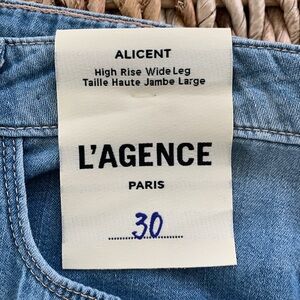 ALICENT
High Rise Wide Leg
Taille Haute Jambe Large
L'AGENCE
PARIS
30